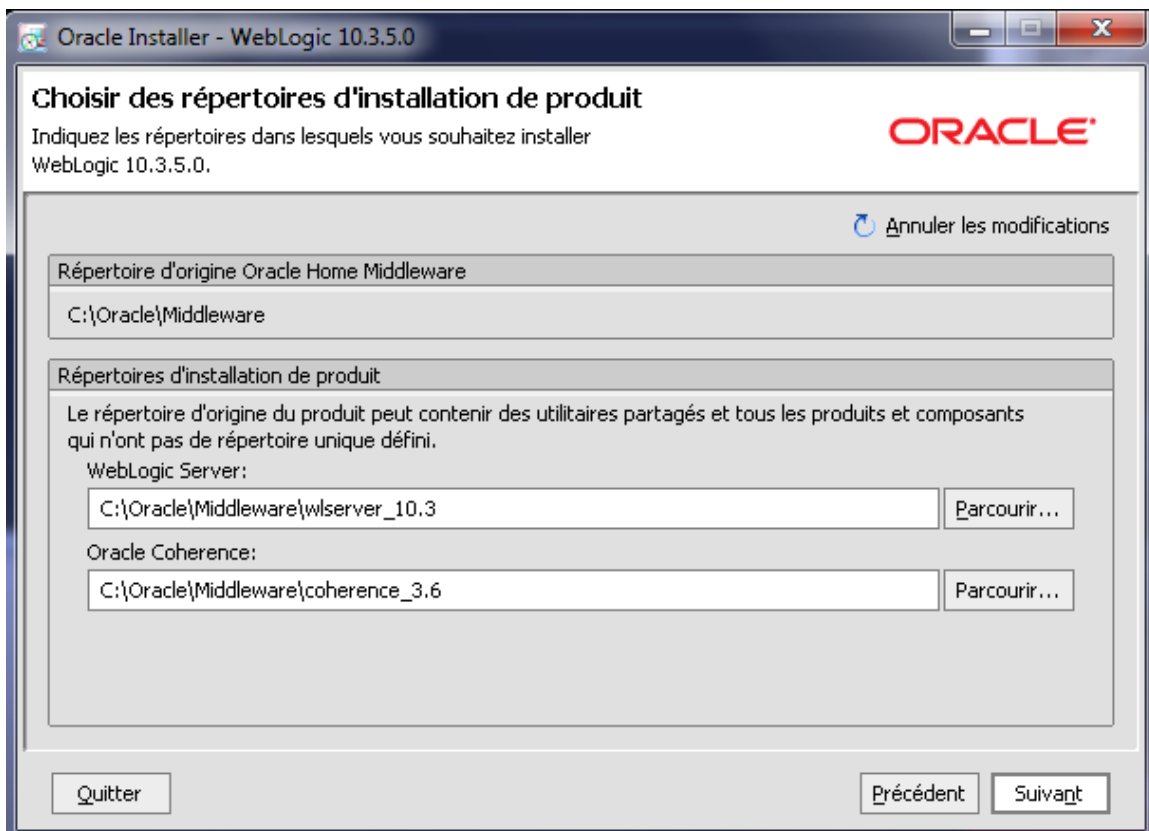 Oracle Installer - WebLogic 10.3.5.0
Choisir des répertoires d'installation de produit
Indiquez les répertoires dans lesquels vous souhaitez installer
WebLogic 10.3.5.0.
ORACLE
Annuler les modifications
Répertoire d'origine Oracle Home Middleware
C:\Oracle\Middleware
Répertoires d'installation de produit
Le répertoire d'origine du produit peut contenir des utilitaires partagés et tous les produits et composants
qui n'ont pas de répertoire unique défini.
WebLogic Server:
C:\Oracle\Middleware\wlserver_10.3
Parcourir...
Oracle Coherence:
C:\Oracle\Middleware\coherence_3.6
Parcourir...
Quitter
Précédent
Suivant